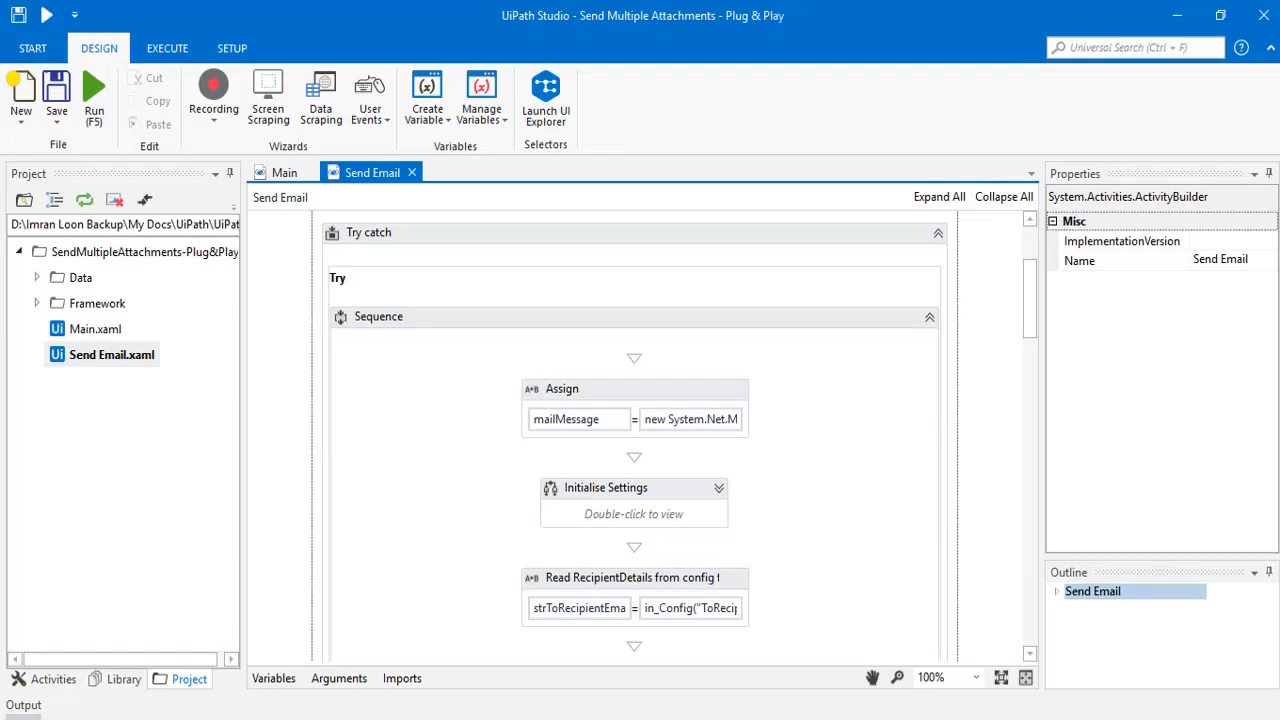 UiPath Studio - Send Multiple Attachments - Plug & Play
START DESIGN EXECUTE SETUP
Universal Search (Ctrl + F)
New
Save
Run
(F5)
Cut
Copy
Paste
Recording
Screen
Scraping
Data
Scraping
User
Events
Create
Variable
Manage
Variables
Launch UI
Explorer
File
Edit
Wizards
Variables
Selectors
Project
D:\Imran Loon Backup\My Docs\UiPath\UiPat
SendMultipleAttachments-Plug&Play
Data
Framework
Main.xaml
Send Email.xaml
Activities
Library
Project
Output
Main
Send Email
Send Email
Expand All
Collapse All
Try catch
Try
Sequence
A*B Assign
mailMessage = new System.Net.M
Initialise Settings
Double-click to view
A*B Read RecipientDetails from config f
strToRecipientEma = in_Config("ToRecip
Variables
Arguments
Imports
100%
Properties
System.Activities.ActivityBuilder
Misc
ImplementationVersion
Name Send Email
Outline
Send Email